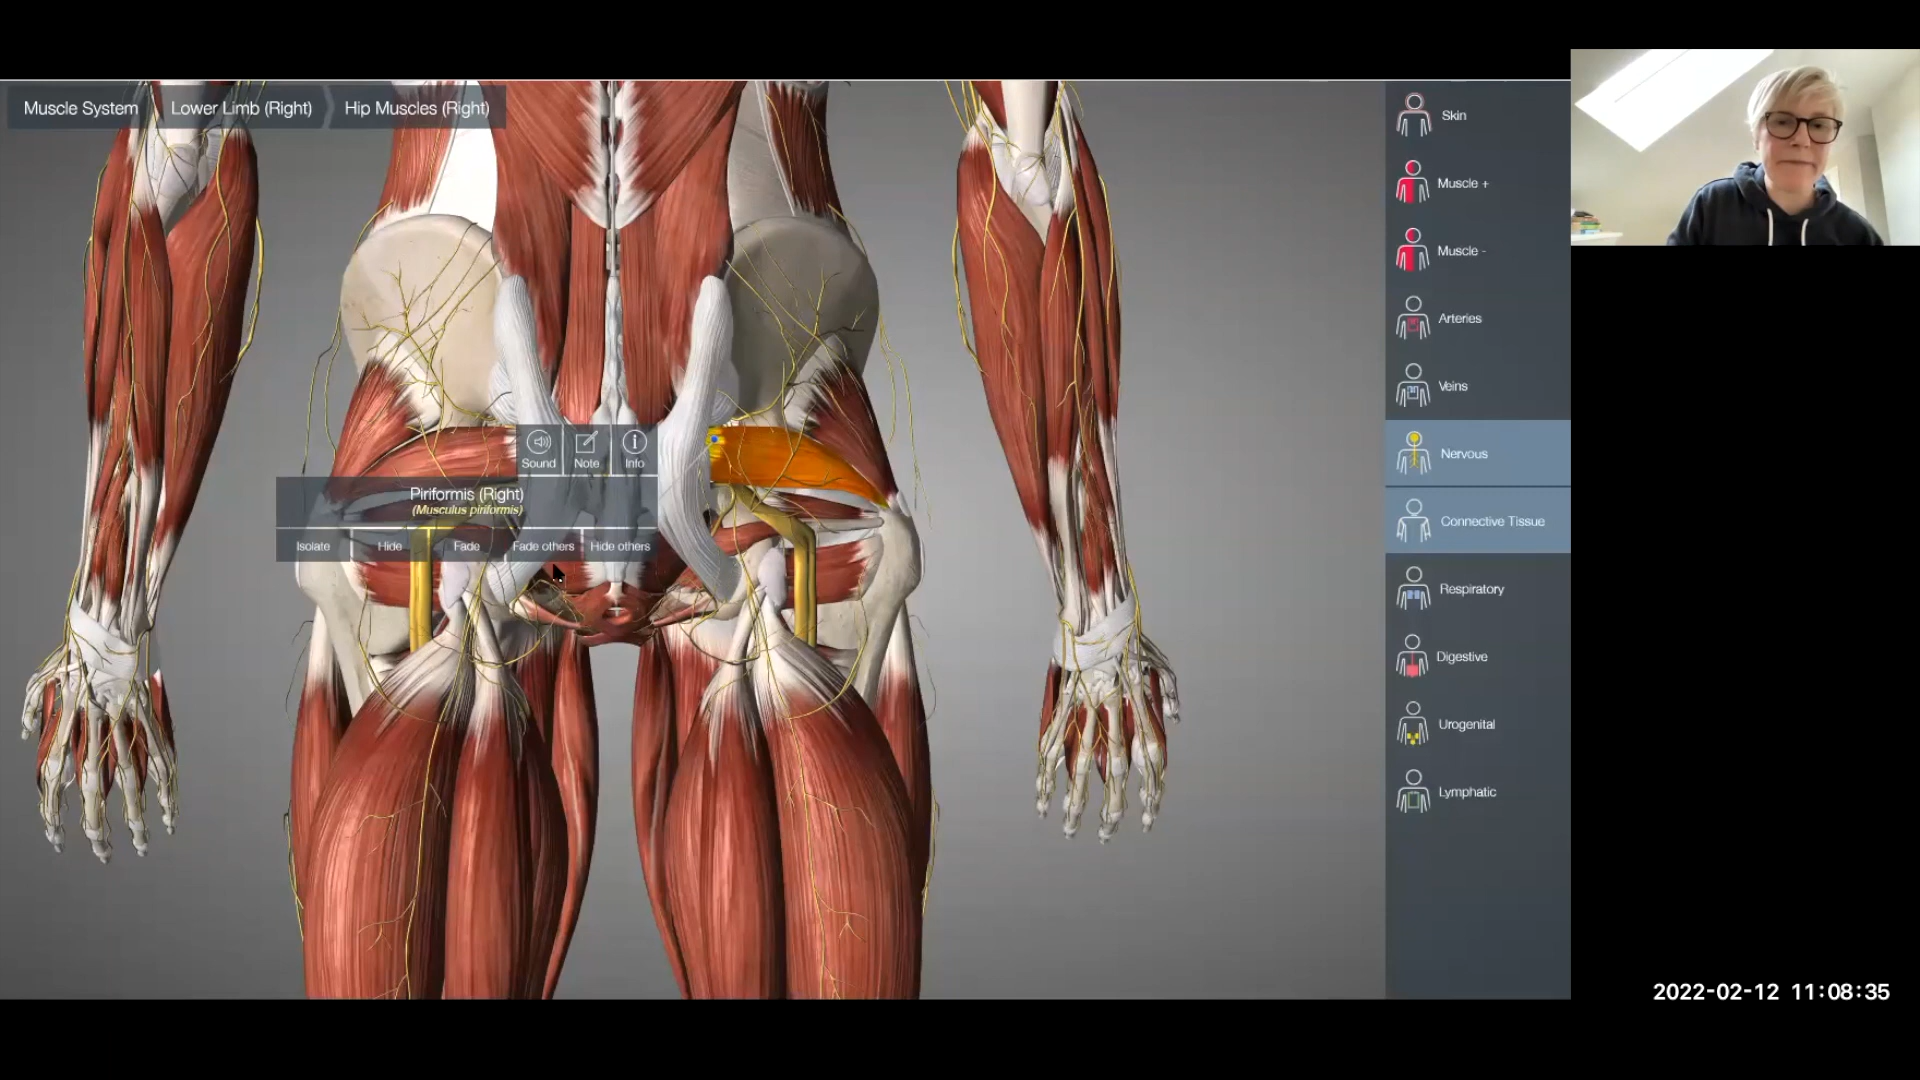 Muscle System
Lower Limb (Right)
Hip Muscles (Right)
Skin
Muscle +
Muscle -
Arteries
Veins
Nervous
Connective Tissue
Respiratory
Digestive
Urogenital
Lymphatic
Sound
Note
Info
Piriformis (Right)
(Musculus piriformis)
Isolate
Hide
Fade
Fade others
Hide others
2022-02-12 11:08:35